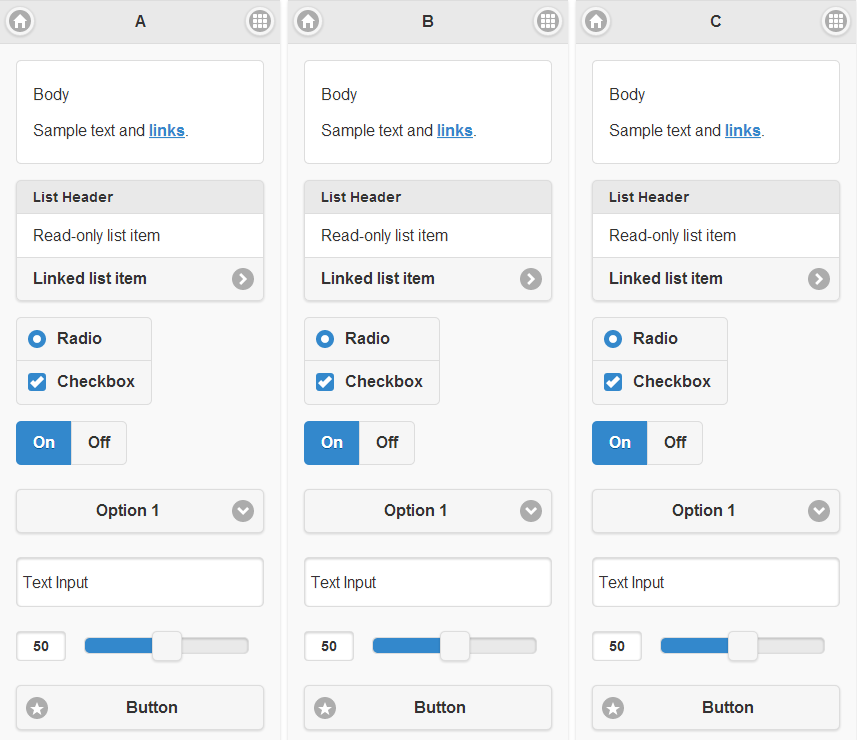 A
Body
Sample text and links.
List Header
Read-only list item
Linked list item
Radio
Checkbox
On Off
Option 1
Text Input
50
Button
B
Body
Sample text and links.
List Header
Read-only list item
Linked list item
Radio
Checkbox
On Off
Option 1
Text Input
50
Button
C
Body
Sample text and links.
List Header
Read-only list item
Linked list item
Radio
Checkbox
On Off
Option 1
Text Input
50
Button